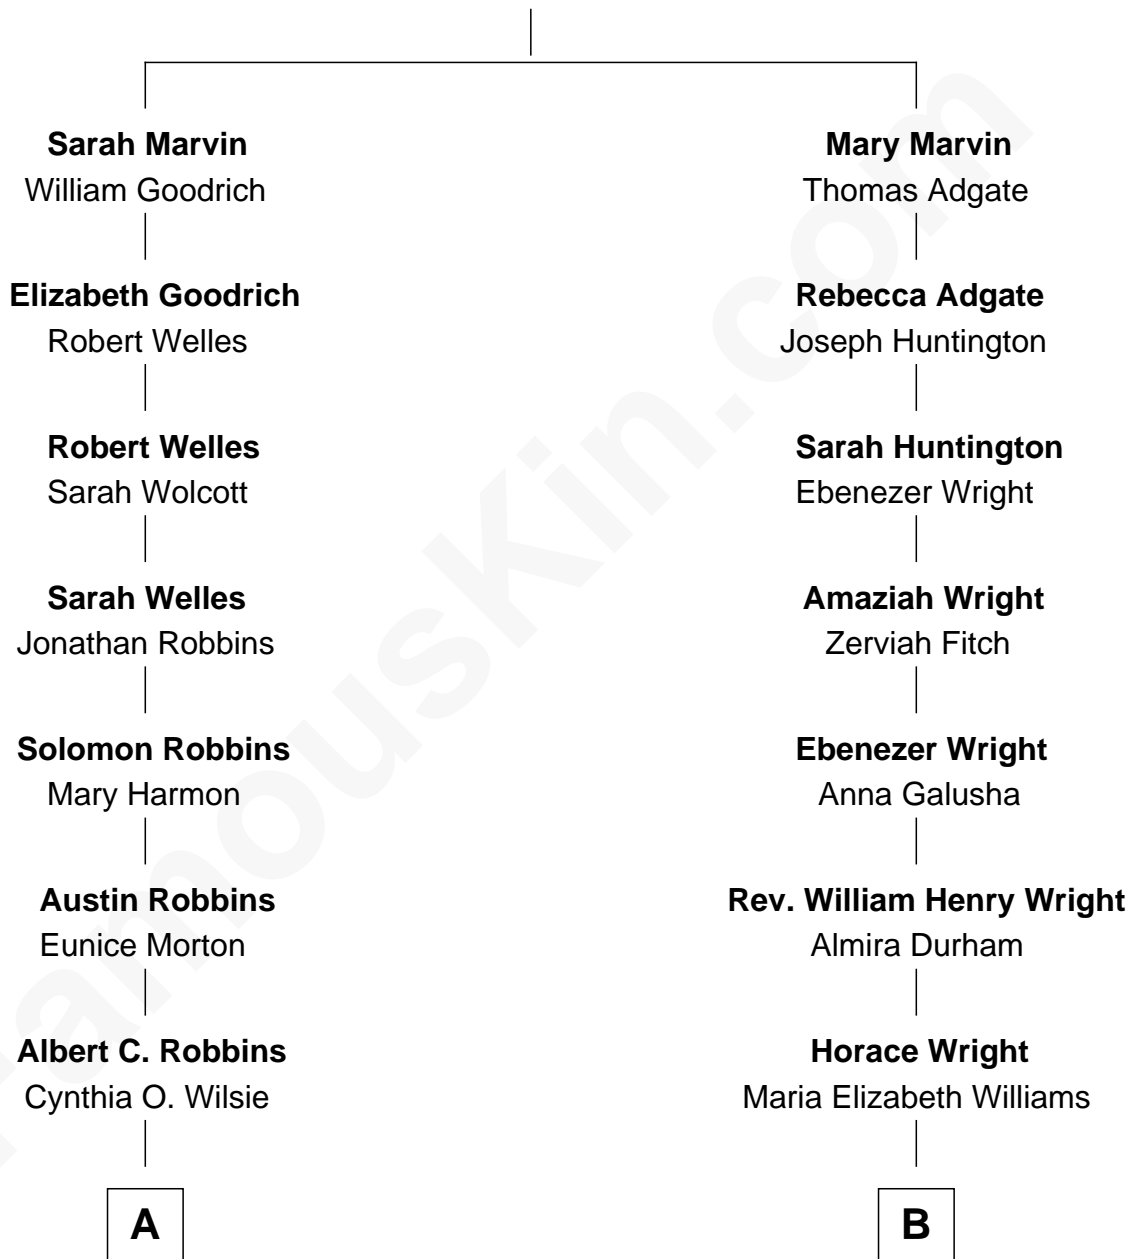 Sarah Marvin
William Goodrich
Elizabeth Goodrich
Robert Welles
Robert Welles
Sarah Wolcott
Sarah Welles
Jonathan Robbins
Solomon Robbins
Mary Harmon
Austin Robbins
Eunice Morton
Albert C. Robbins
Cynthia O. Wilsie
A
Mary Marvin
Thomas Adgate
Rebecca Adgate
Joseph Huntington
Sarah Huntington
Ebenezer Wright
Amaziah Wright
Zerviah Fitch
Ebenezer Wright
Anna Galusha
Rev. William Henry Wright
Almira Durham
Horace Wright
Maria Elizabeth Williams
B
FamousKin.com